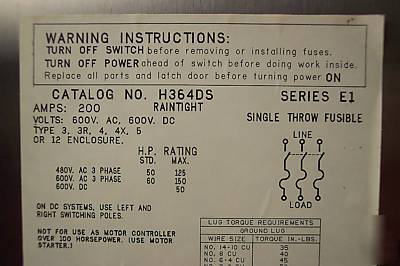 WARNING INSTRUCTIONS:
TURN OFF SWITCH before removing or installing fuses.
TURN OFF POWER ahead of switch before doing work inside.
Replace all parts and latch door before turning power ON
CATALOG NO. H364DS SERIES E1
AMPS: 200 RAINTIGHT
VOLTS: 600V. AC, 600V. DC
TYPE 3, 3R, 4, 4X, 5
OR 12 ENCLOSURE.
SINGLE THROW FUSIBLE
LINE
LOAD
H.P. RATING
STD. MAX.
480V. AC 3 PHASE 50 125
600V. AC 3 PHASE 60 150
600V. DC 50
ON DC SYSTEMS, USE LEFT AND
RIGHT SWITCHING POLES.
NOT FOR USE AS MOTOR CONTROLLER
OVER 100 HORSEPOWER. (USE MOTOR
STARTER.)
LUG TORQUE REQUIREMENTS
GROUND LUG
WIRE SIZE TORQUE IN.-LBS.
NO. 14-10 CU 35
NO. 8 CU 40
NO. 6-4 CU 45